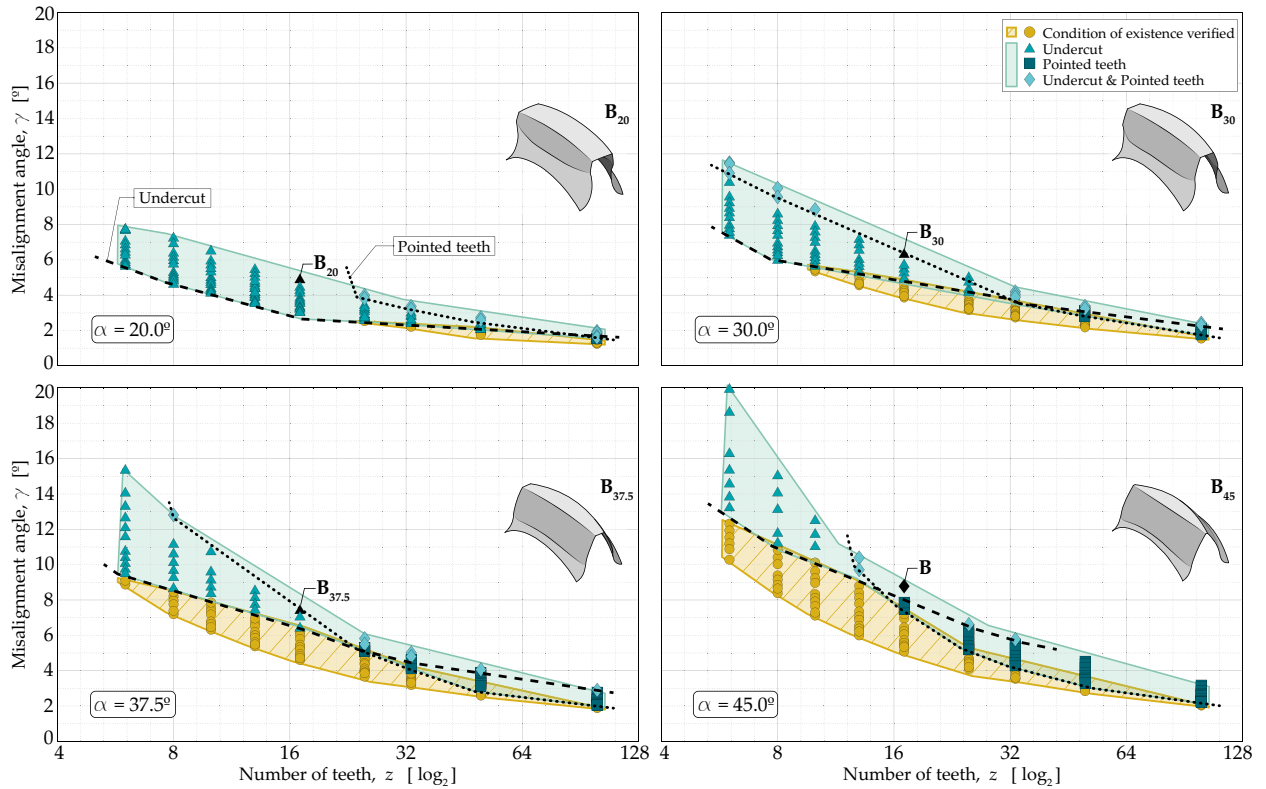 20
18
16
14
12
10
8
6
4
2
0
Misalignment angle, γ [º]
Undercut
Pointed teeth
B20
B20
α = 20.0º
Condition of existence verified
Undercut
Pointed teeth
Undercut & Pointed teeth
B30
B30
α = 30.0º
20
18
16
14
12
10
8
6
4
2
0
Misalignment angle, γ [º]
B37.5
B37.5
α = 37.5º
4 8 16 32 64 128
Number of teeth, z [ log2]
B45
B
α = 45.0º
4 8 16 32 64 128
Number of teeth, z [ log2]